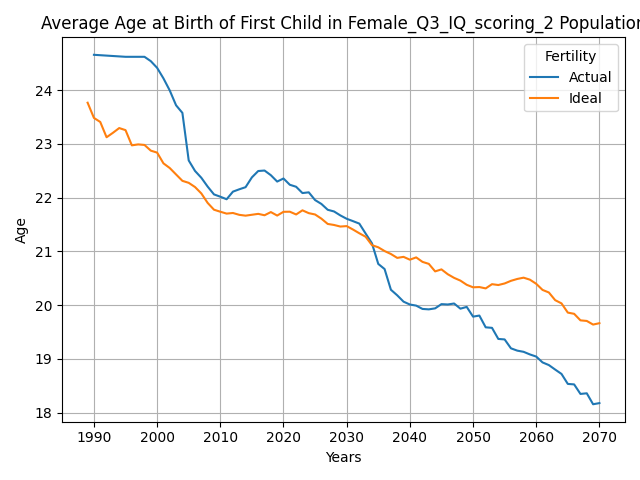 Average Age at Birth of First Child in Female_Q3_IQ_scoring_2 Population
Fertility
Actual
Ideal
Age
24
23
22
21
20
19
18
1990 2000 2010 2020 2030 2040 2050 2060 2070
Years